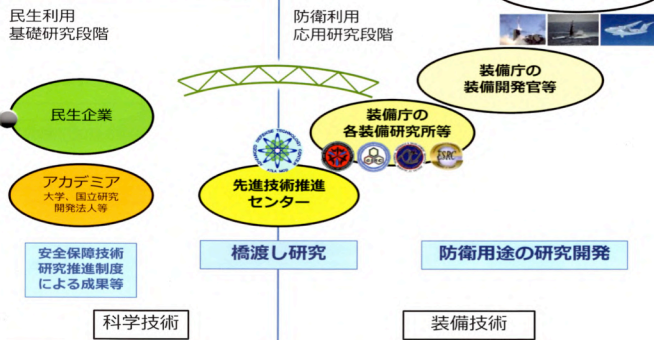 民生利用
基礎研究段階
防衛利用
応用研究段階
装備庁の
装備開発官等
民生企業
装備庁の
各装備研究所等
アカデミア
大学、国立研究
開発法人等
先進技術推進
センター
安全保障技術
研究推進制度
による成果等
橋渡し研究
防衛用途の研究開発
科学技術
装備技術